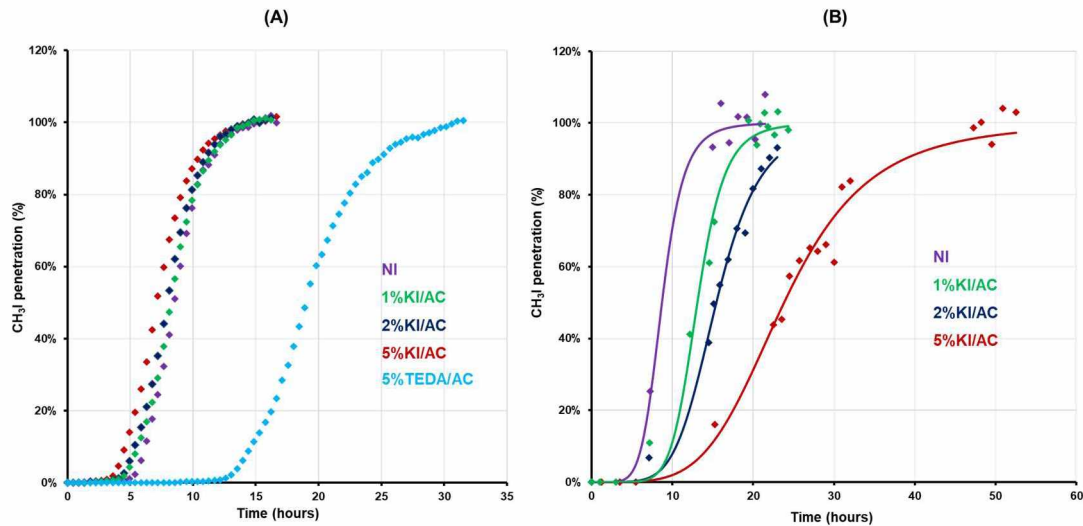 (A)
120%
100%
80%
60%
40%
20%
0%
CH₃I penetration (%)
0 5 10 15 20 25 30 35
Time (hours)
NI
1%KI/AC
2%KI/AC
5%KI/AC
5%TEDA/AC
(B)
120%
100%
80%
60%
40%
20%
0%
CH₃I penetration (%)
0 10 20 30 40 50 60
Time (hours)
NI
1%KI/AC
2%KI/AC
5%KI/AC